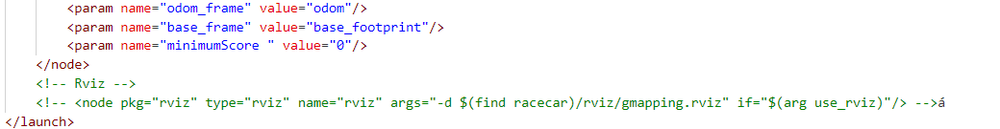 <param name="odom_frame" value="odom"/>
<param name="base_frame" value="base_footprint"/>
<param name="minimumScore " value="0"/>
</node>
<!-- Rviz -->
<!-- <node pkg="rviz" type="rviz" name="rviz" args="-d $(find racecar)/rviz/gmapping.rviz" if="$(arg use_rviz)"/> -->á
</launch>